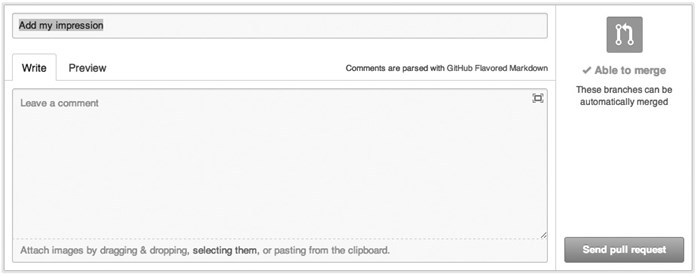 Add my impression
Write
Preview
Comments are parsed with GitHub Flavored Markdown
Leave a comment
Attach images by dragging & dropping, selecting them, or pasting from the clipboard.
✔ Able to merge
These branches can be
automatically merged
Send pull request